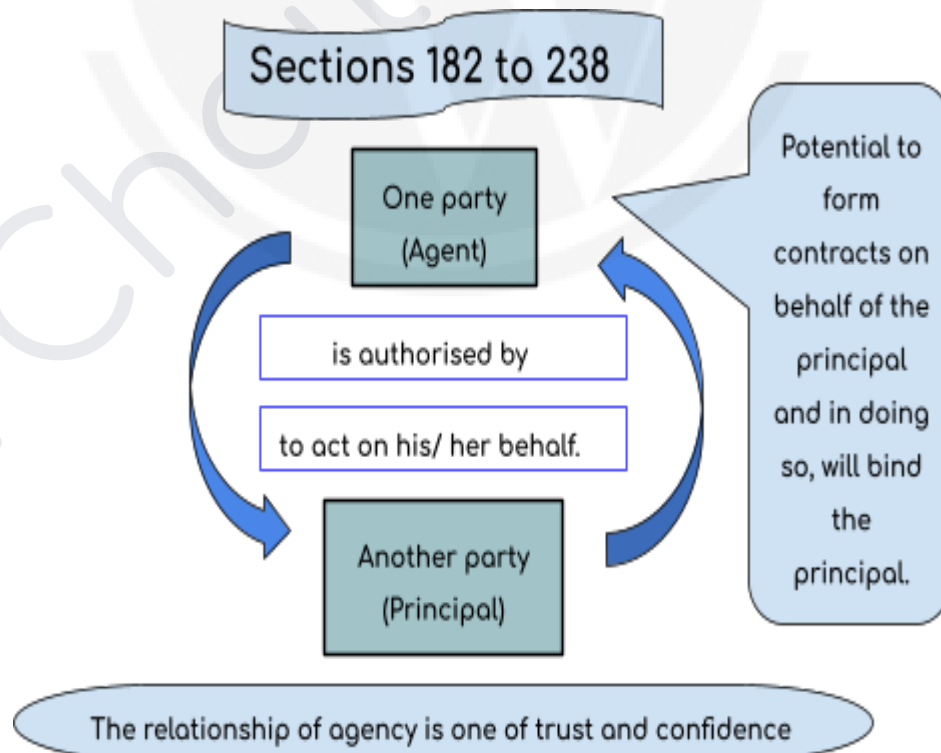 Sections 182 to 238
One party
(Agent)
is authorised by
to act on his/ her behalf.
Another party
(Principal)
Potential to
form
contracts on
behalf of the
principal
and in doing
so, will bind
the
principal.
The relationship of agency is one of trust and confidence